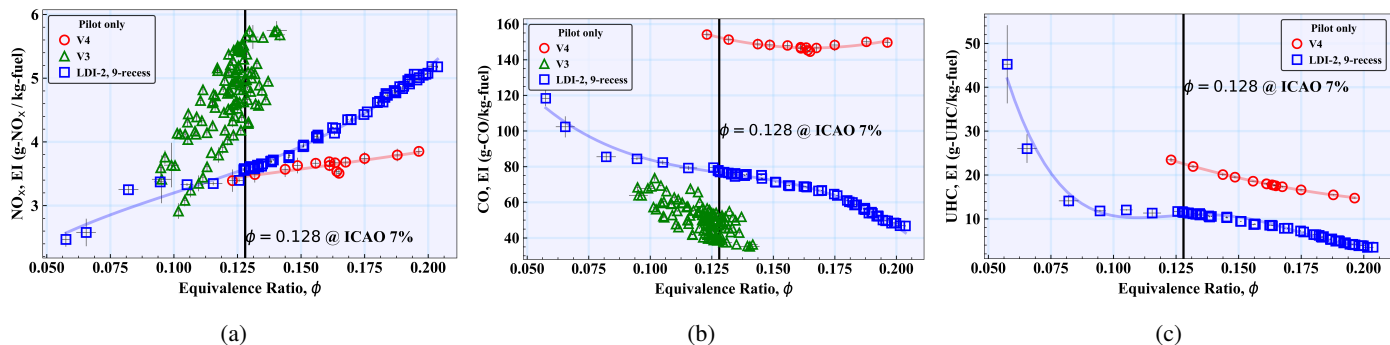 Pilot only
V4
V3
LDI-2, 9-recess
NOX, EI (g-NOX / kg-fuel)
6
5
4
3
ϕ = 0.128 @ ICAO 7%
0.050 0.075 0.100 0.125 0.150 0.175 0.200
Equivalence Ratio, ϕ
(a)
Pilot only
V4
V3
LDI-2, 9-recess
CO, EI (g-CO/kg-fuel)
160
140
120
100
80
60
40
ϕ = 0.128 @ ICAO 7%
0.050 0.075 0.100 0.125 0.150 0.175 0.200
Equivalence Ratio, ϕ
(b)
Pilot only
V4
LDI-2, 9-recess
UHC, EI (g-UHC/kg-fuel)
50
40
30
20
10
ϕ = 0.128 @ ICAO 7%
0.050 0.075 0.100 0.125 0.150 0.175 0.200
Equivalence Ratio, ϕ
(c)